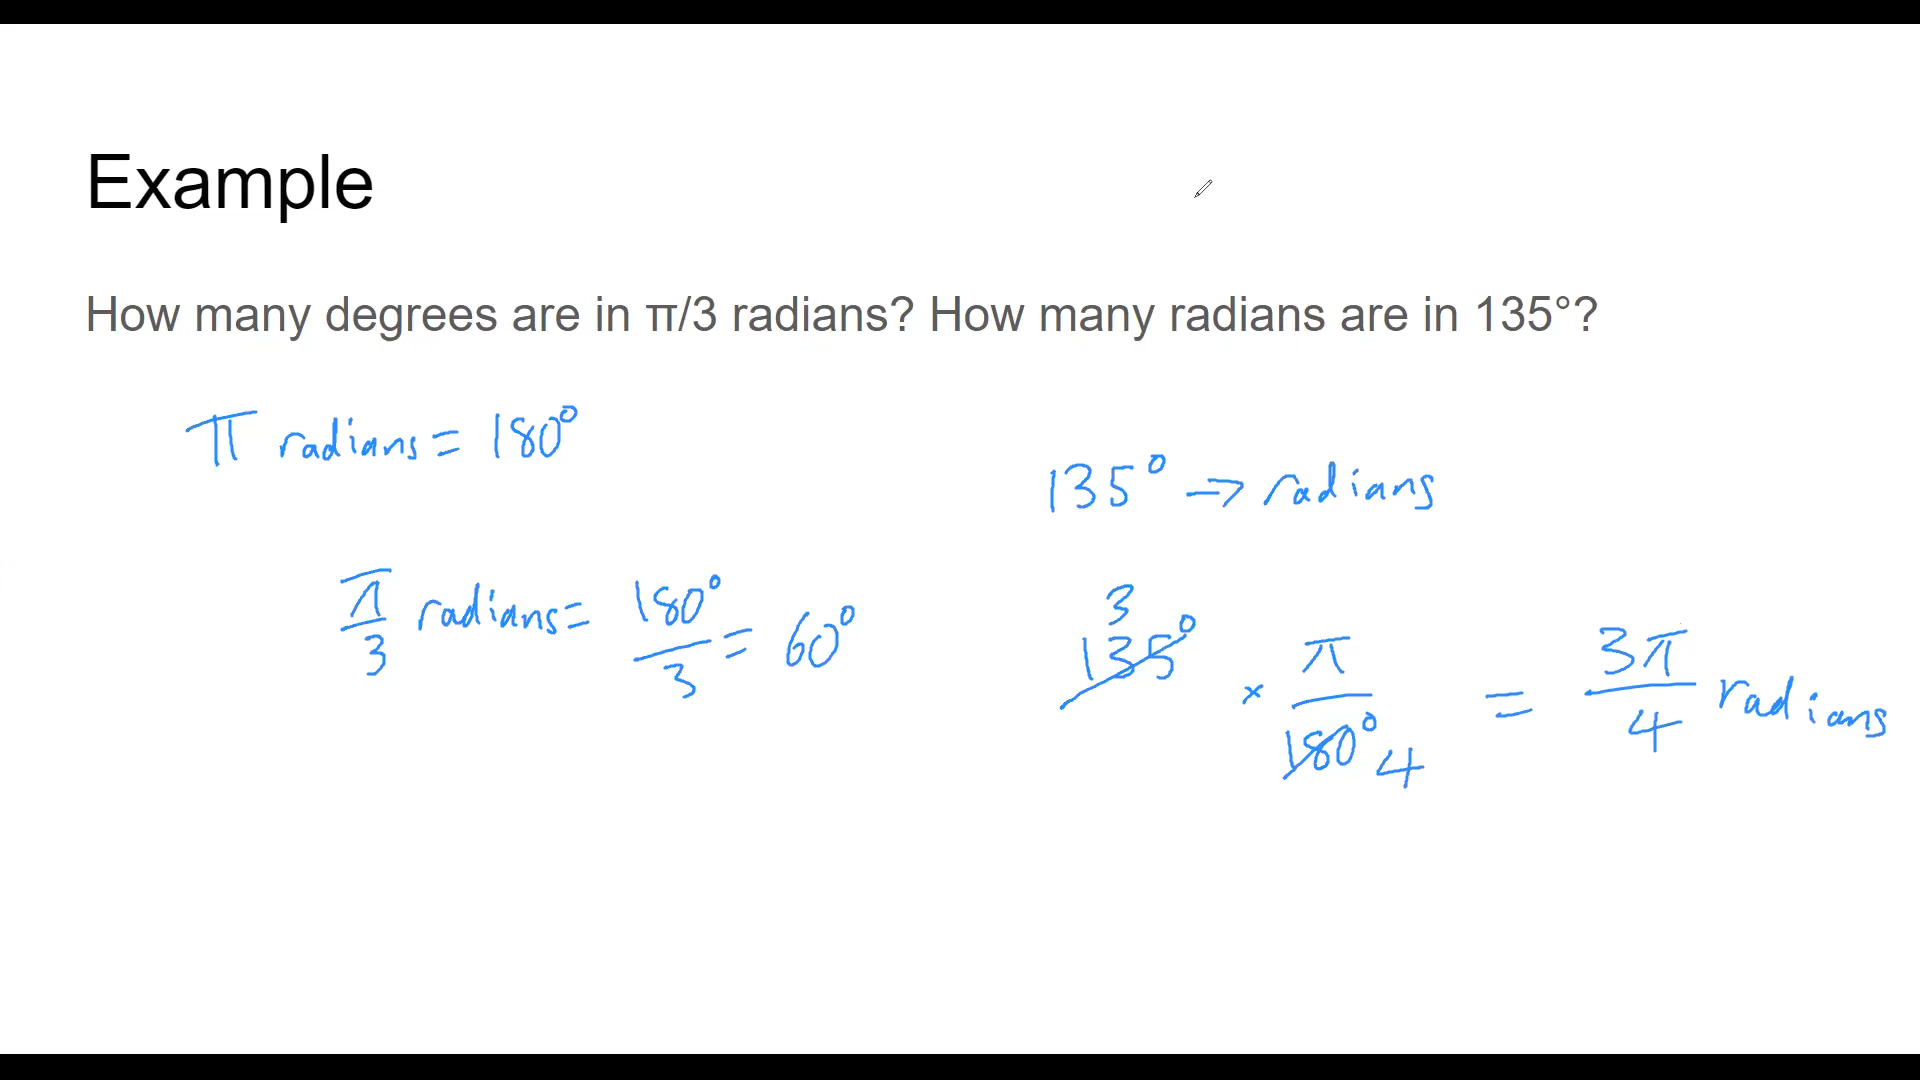 Example
How many degrees are in π/3 radians? How many radians are in 135°?
π radians = 180°
π/3 radians = 180°/3 = 60°
135° → radians
3
135° × π/180° = 3π/4 radians
4